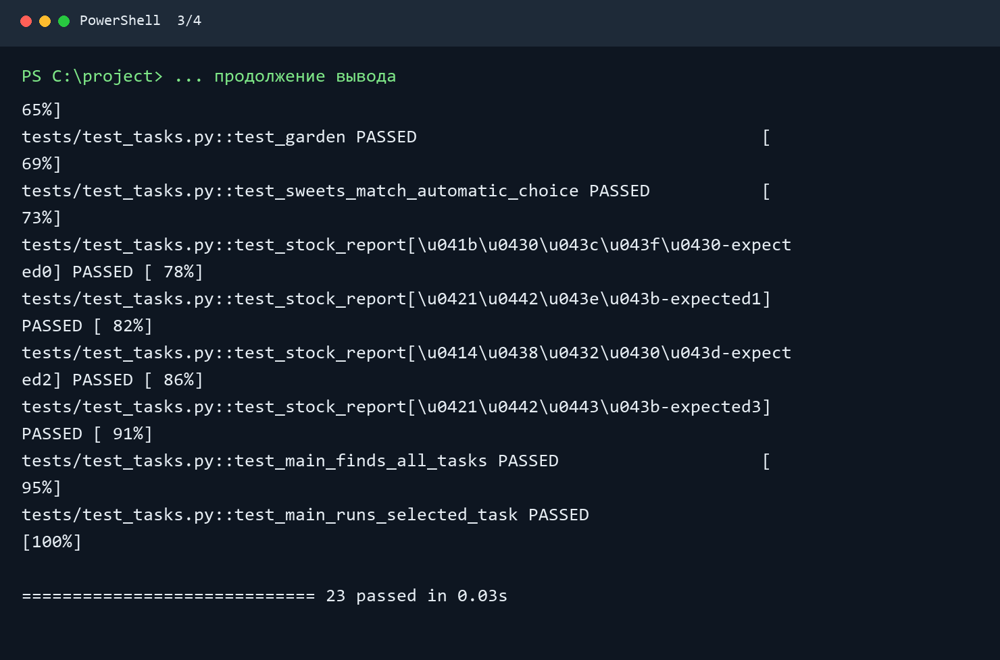 PowerShell  3/4
PS C:\project> ... продолжение вывода
65%]
tests/test_tasks.py::test_garden PASSED                                  [
69%]
tests/test_tasks.py::test_sweets_match_automatic_choice PASSED           [
73%]
tests/test_tasks.py::test_stock_report[\u041b\u0430\u043c\u043f\u0430-expect
ed0] PASSED [ 78%]
tests/test_tasks.py::test_stock_report[\u0421\u0442\u043e\u043b-expected1]
PASSED [ 82%]
tests/test_tasks.py::test_stock_report[\u0414\u0438\u0432\u0430\u043d-expect
ed2] PASSED [ 86%]
tests/test_tasks.py::test_stock_report[\u0421\u0442\u0443\u043b-expected3]
PASSED [ 91%]
tests/test_tasks.py::test_main_finds_all_tasks PASSED                    [
95%]
tests/test_tasks.py::test_main_runs_selected_task PASSED
[100%]
============================= 23 passed in 0.03s